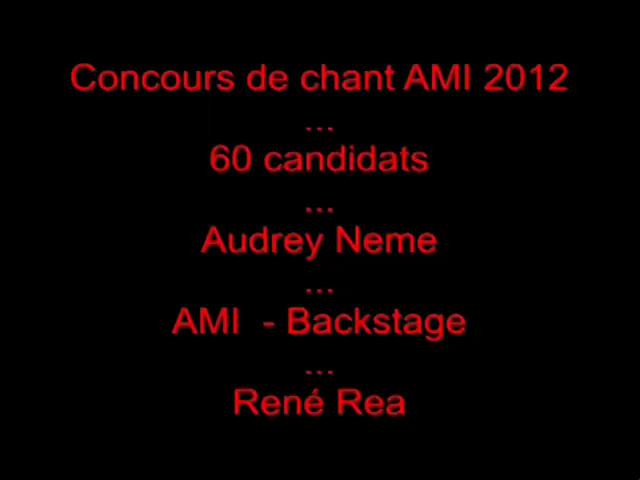 Concours de chant AMI 2012
...
60 candidats
...
Audrey Neme
...
AMI  - Backstage
...
René Rea